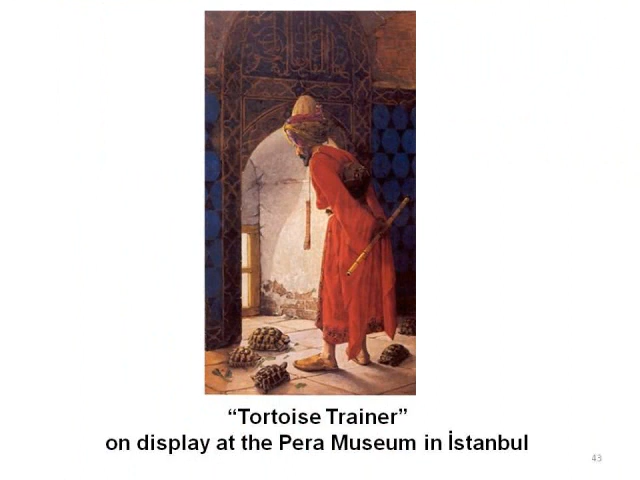 “Tortoise Trainer”
on display at the Pera Museum in İstanbul
43